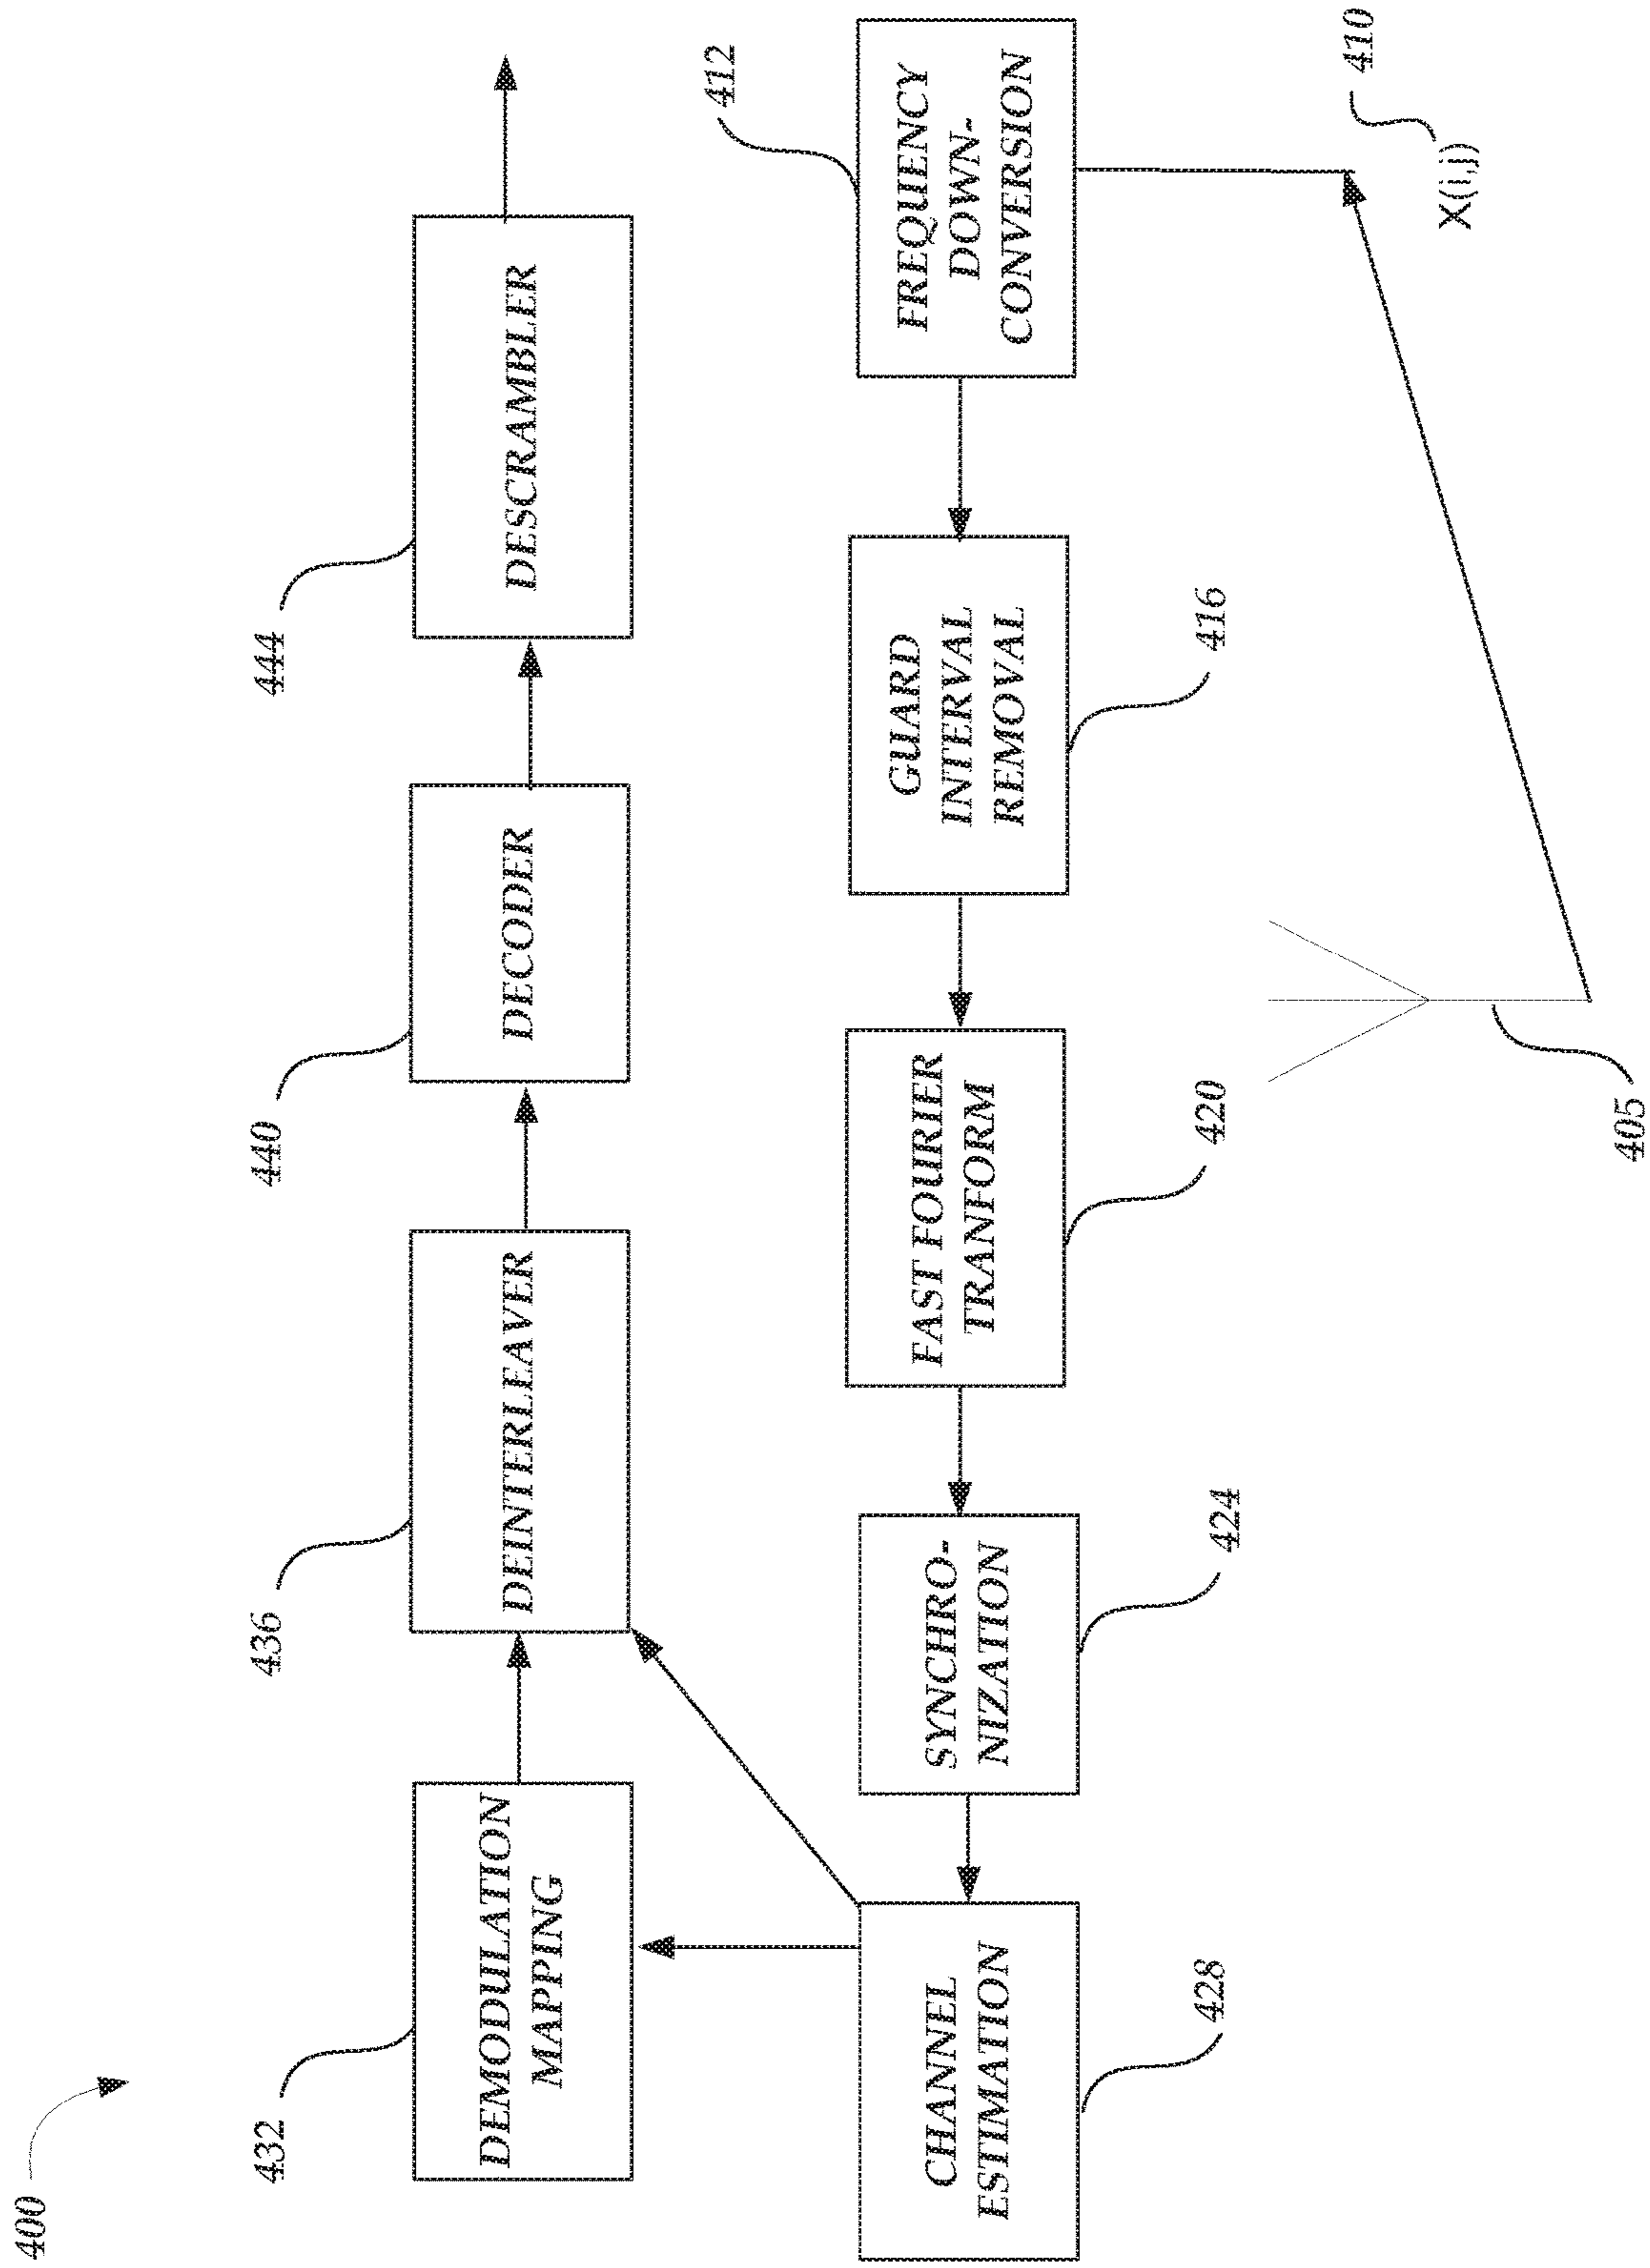 400
432
DEMODULATION
MAPPING
436
DEINTERLEAVER
440
DECODER
444
DESCRAMBLER
CHANNEL
ESTIMATION
428
SYNCHRO-
NIZATION
424
FAST FOURIER
TRANFORM
420
GUARD
INTERVAL
REMOVAL
416
412
FREQUENCY
DOWN-
CONVERSION
405
X(i,j)
410